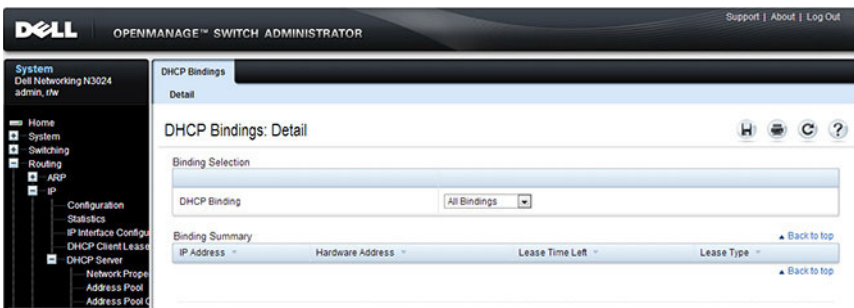 Support | About | Log Out
DELL OPENMANAGE™ SWITCH ADMINISTRATOR
System
Dell Networking N3024
admin, r/w
Home
System
Switching
Routing
ARP
IP
Configuration
Statistics
IP Interface Configu
DHCP Client Lease
DHCP Server
Network Prope
Address Pool
Address Pool O
DHCP Bindings
Detail
DHCP Bindings: Detail
Binding Selection
DHCP Binding All Bindings
Binding Summary Back to top
IP Address Hardware Address Lease Time Left Lease Type
Back to top